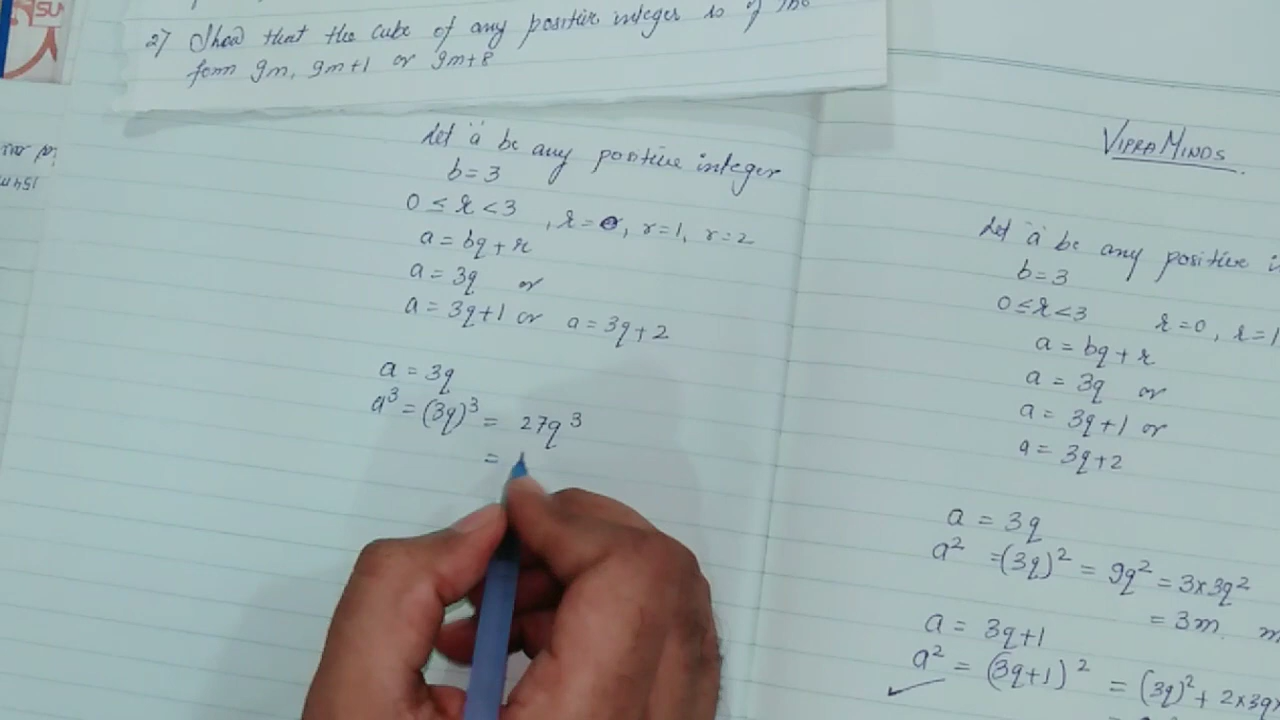 SU
2) Show that the cube of any positive integer is of the
form 9m, 9m+1 or 9m+8
Let "a" be any positive integer
b=3
0 ≤ r < 3 , r=0, r=1, r=2
a = bq + r
a = 3q or
a = 3q+1 or a = 3q+2
a = 3q
a³ = (3q)³ = 27q³
=
VIPRA MINDS
Let "a" be any positive i
b=3
0≤r<3 r=0, r=1
a = bq + r
a = 3q or
a = 3q+1 or
a = 3q+2
a = 3q
a² =(3q)² = 9q² = 3×3q²
= 3m m
a = 3q+1
a² = (3q+1)² = (3q)² + 2×3q×